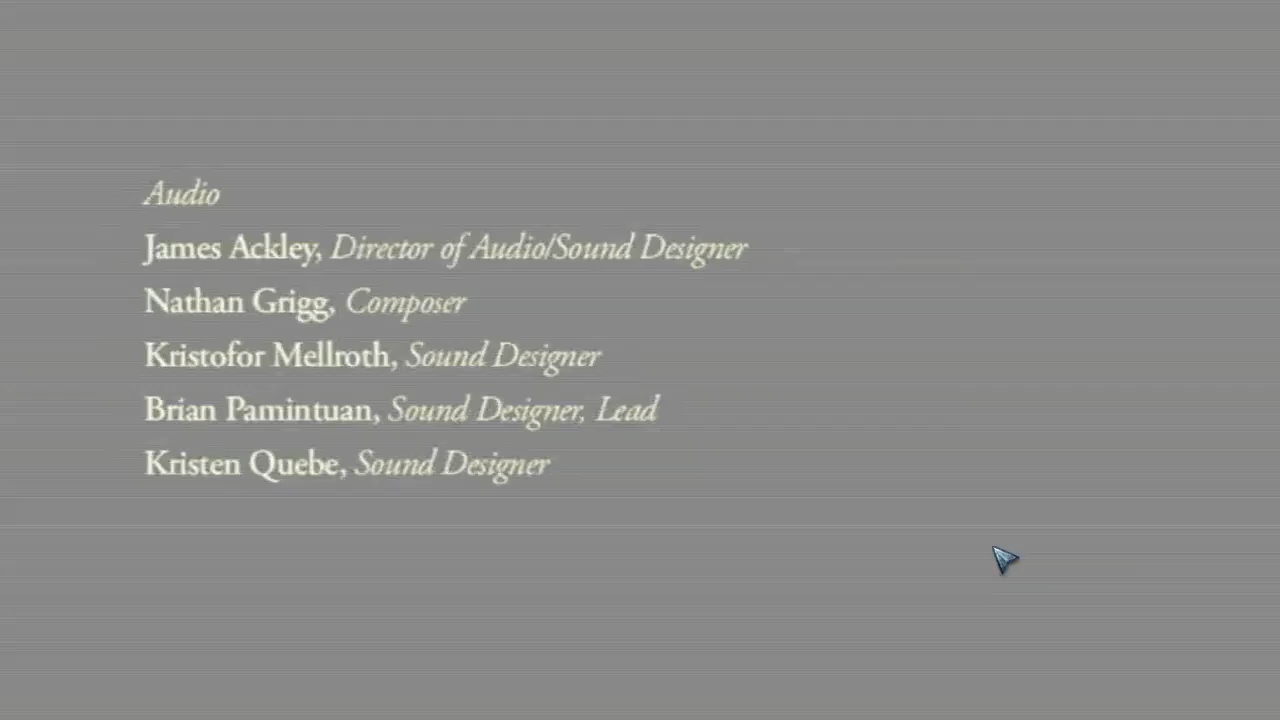 Audio
James Ackley, Director of Audio/Sound Designer
Nathan Grigg, Composer
Kristofor Mellroth, Sound Designer
Brian Pamintuan, Sound Designer, Lead
Kristen Quebe, Sound Designer